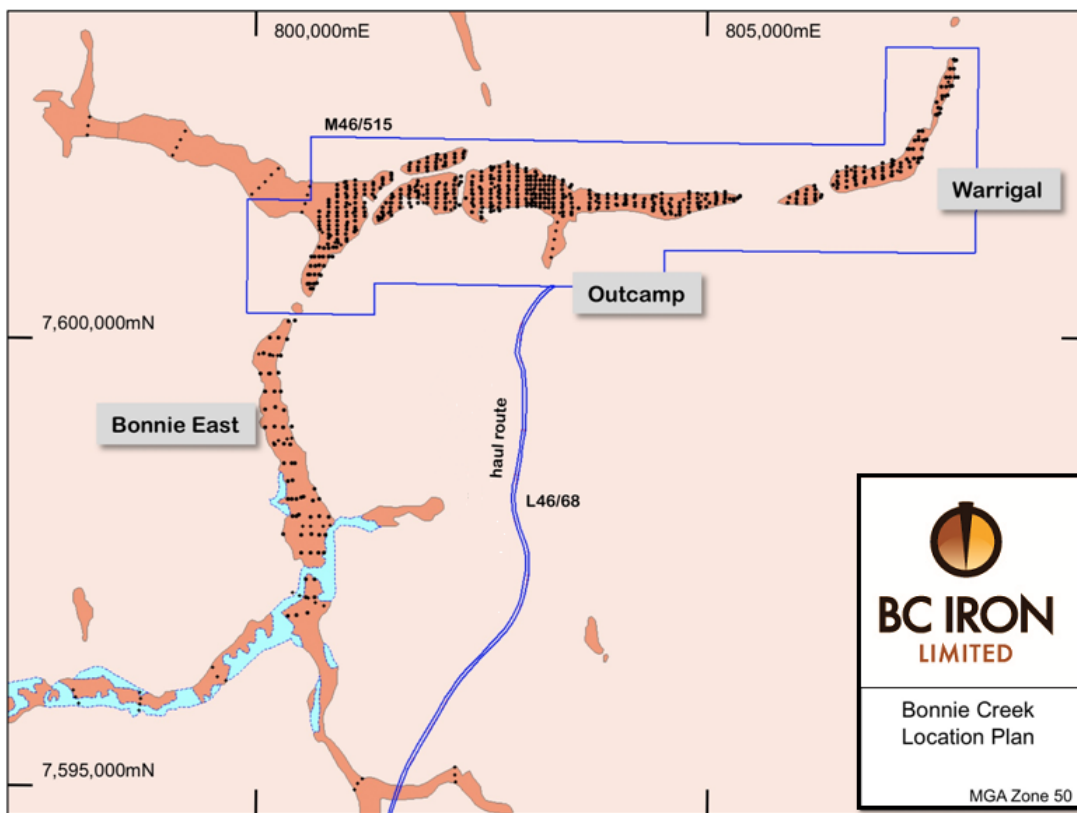 800,000mE
805,000mE
M46/515
Warrigal
Outcamp
7,600,000mN
Bonnie East
haul route
L46/68
BC IRON
LIMITED
Bonnie Creek
Location Plan
7,595,000mN
MGA Zone 50